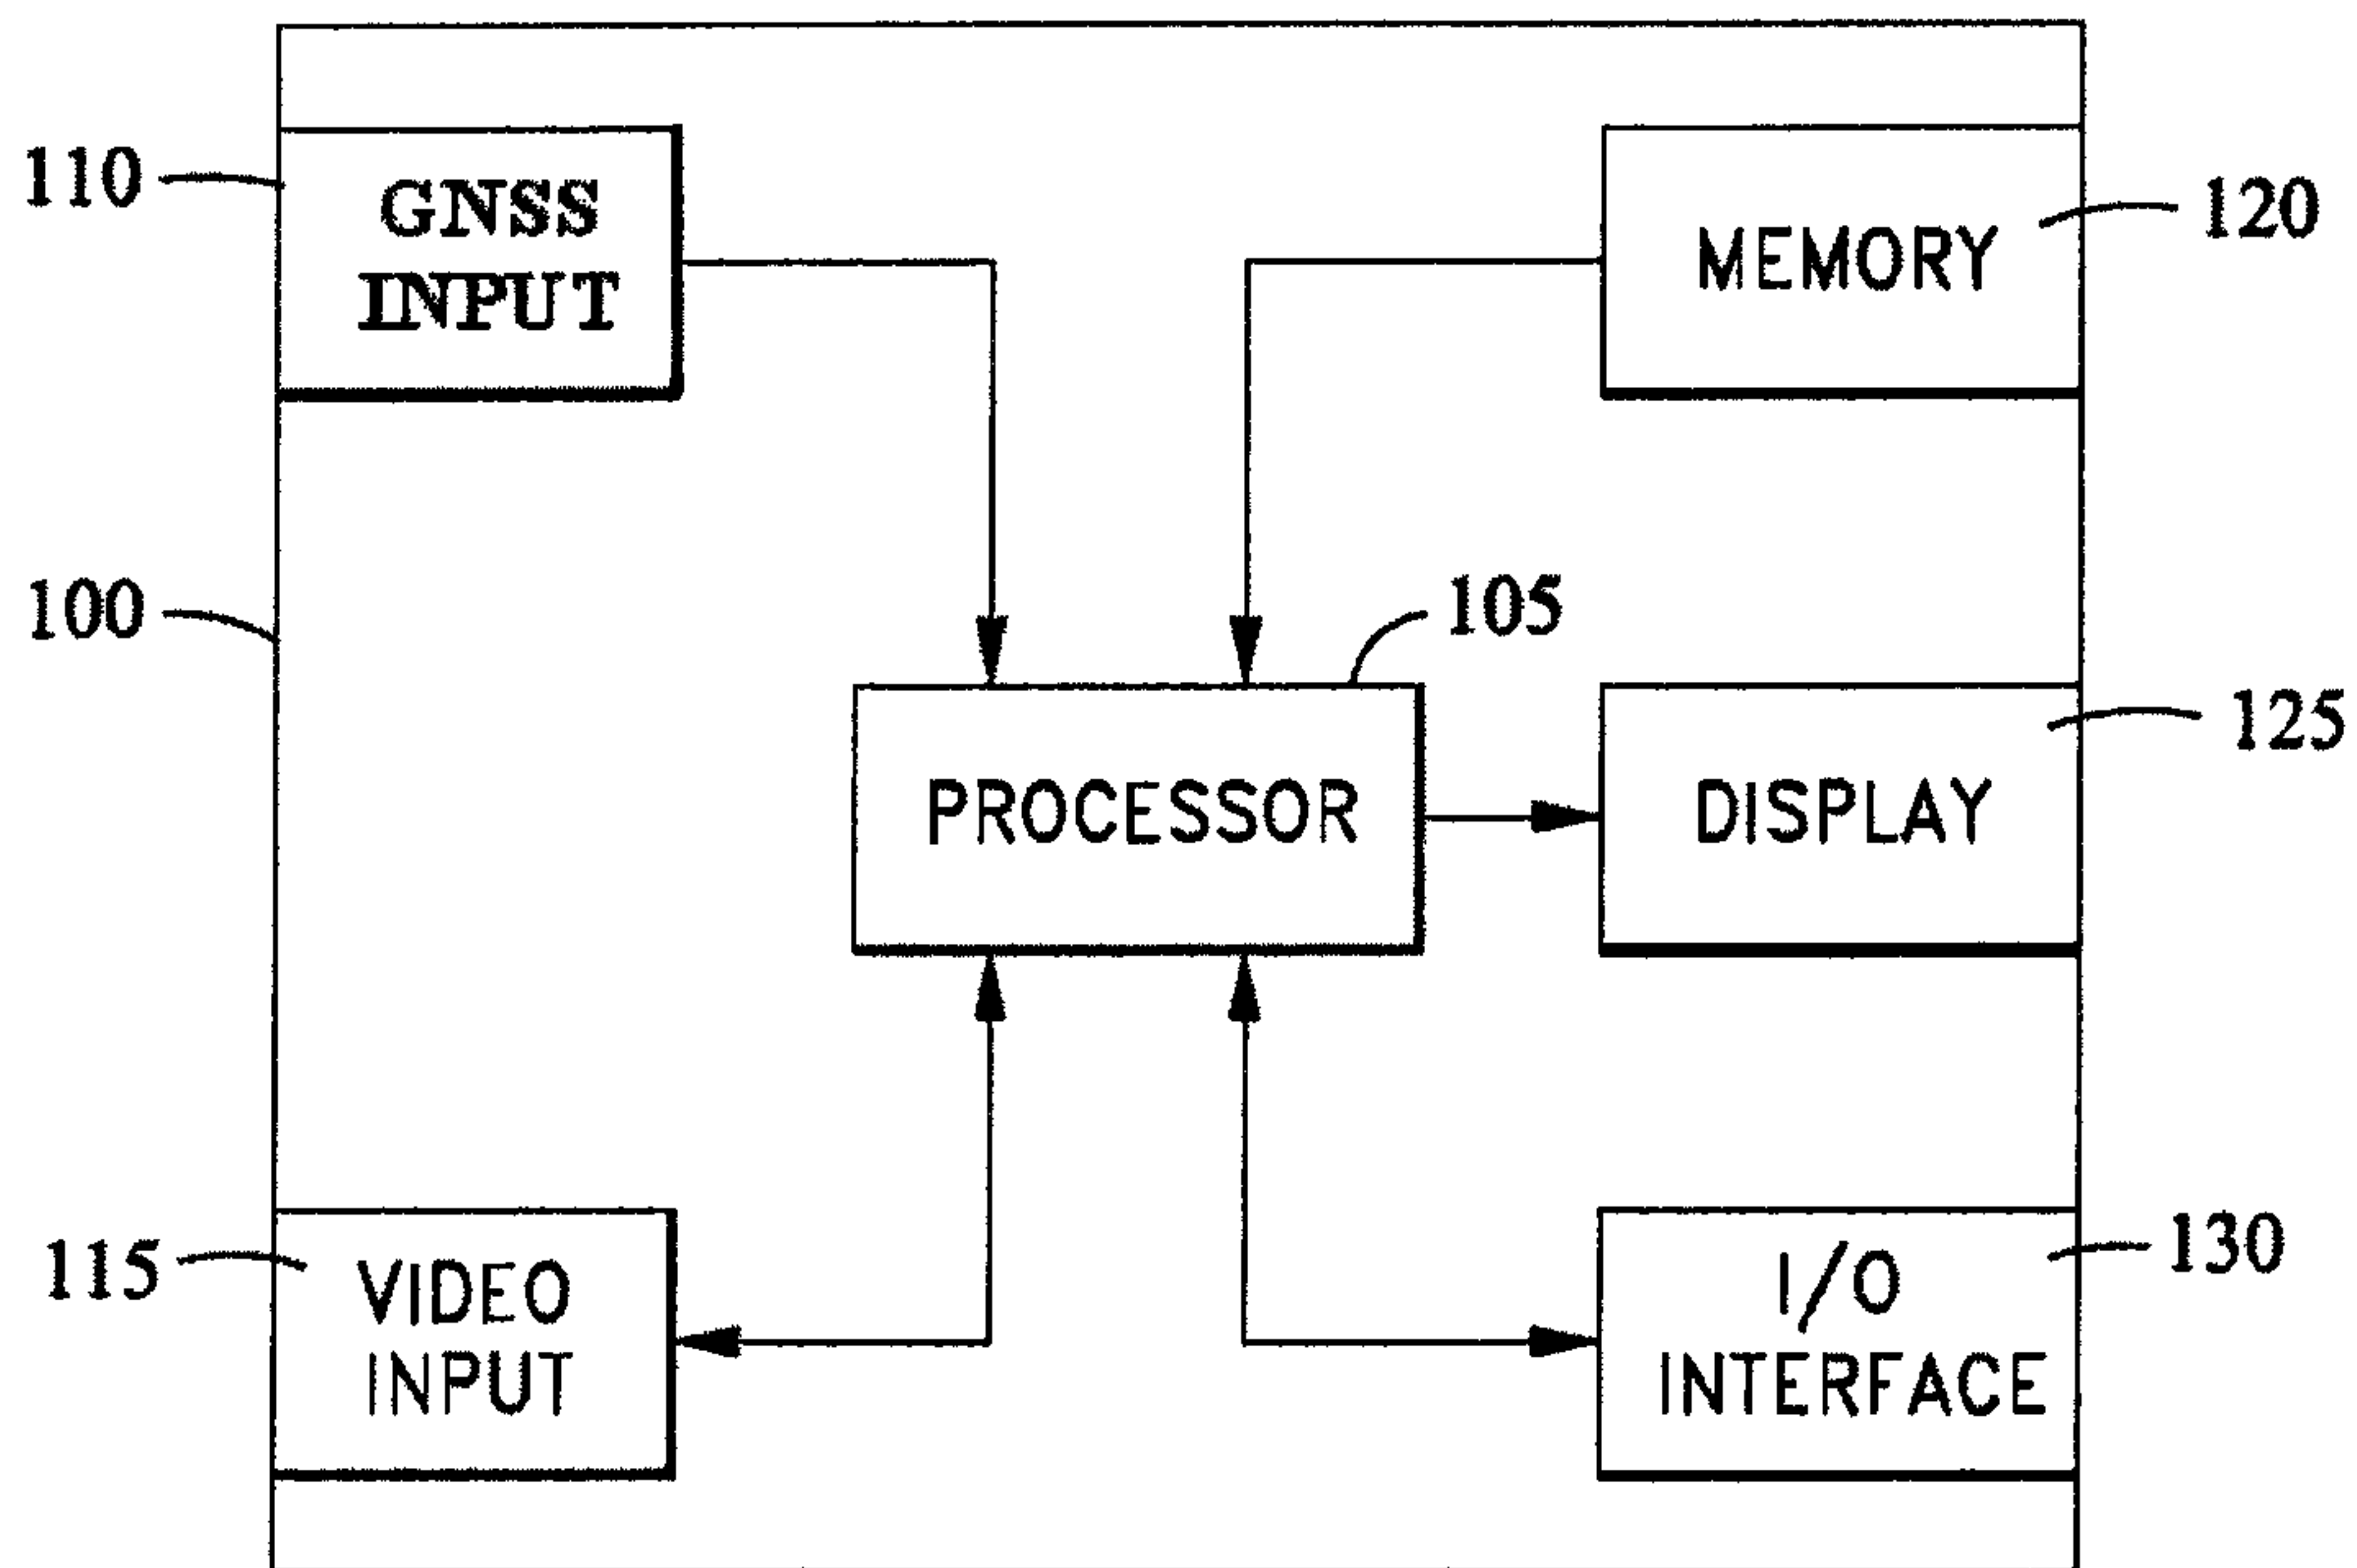 110
GNSS
INPUT
MEMORY
120
100
105
PROCESSOR
DISPLAY
125
115
VIDEO
INPUT
I/O
INTERFACE
130